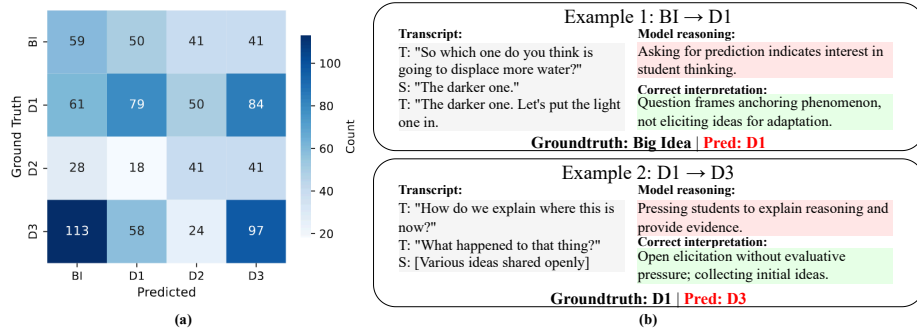 Ground Truth
BI
D1
D2
D3
59 50 41 41
61 79 50 84
28 18 41 41
113 58 24 97
BI D1 D2 D3
Predicted
100
80
60
40
20
Count
(a)
Example 1: BI → D1
Transcript:
T: "So which one do you think is
going to displace more water?"
S: "The darker one."
T: "The darker one. Let's put the light
one in.
Model reasoning:
Asking for prediction indicates interest in
student thinking.
Correct interpretation:
Question frames anchoring phenomenon,
not eliciting ideas for adaptation.
Groundtruth: Big Idea | Pred: D1
Example 2: D1 → D3
Transcript:
T: "How do we explain where this is
now?"
T: "What happened to that thing?"
S: [Various ideas shared openly]
Model reasoning:
Pressing students to explain reasoning and
provide evidence.
Correct interpretation:
Open elicitation without evaluative
pressure; collecting initial ideas.
Groundtruth: D1 | Pred: D3
(b)